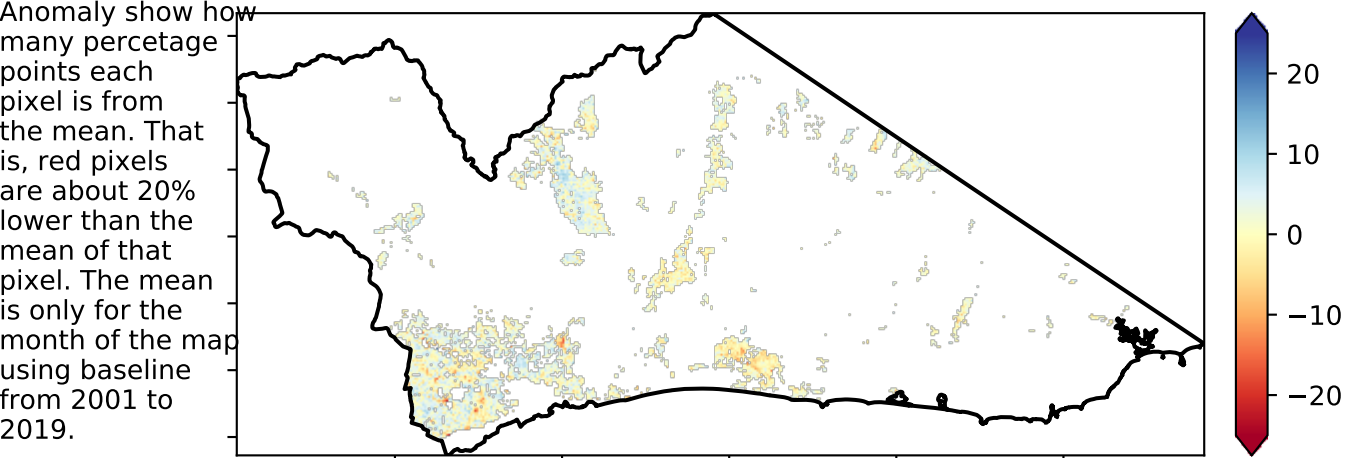 Anomaly show how
many percetage
points each
pixel is from
the mean. That
is, red pixels
are about 20%
lower than the
mean of that
pixel. The mean
is only for the
month of the map
using baseline
from 2001 to
2019.
20
10
0
−10
−20